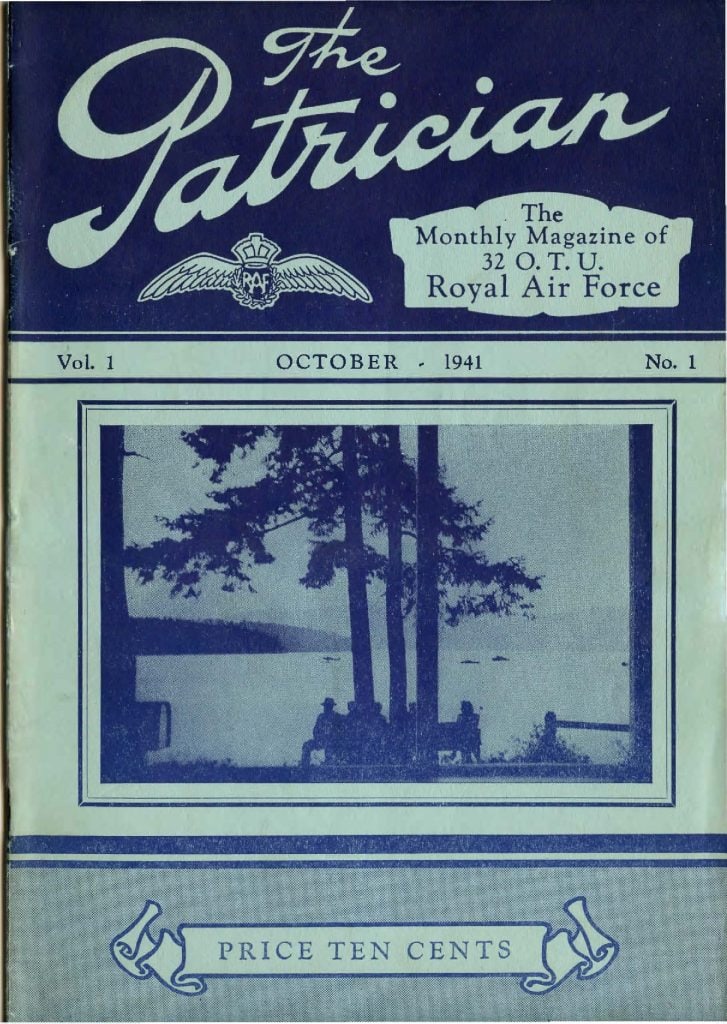 The
Patrician
The
Monthly Magazine of
32 O. T. U.
Royal Air Force
RAF
Vol. 1 OCTOBER - 1941 No. 1
PRICE TEN CENTS